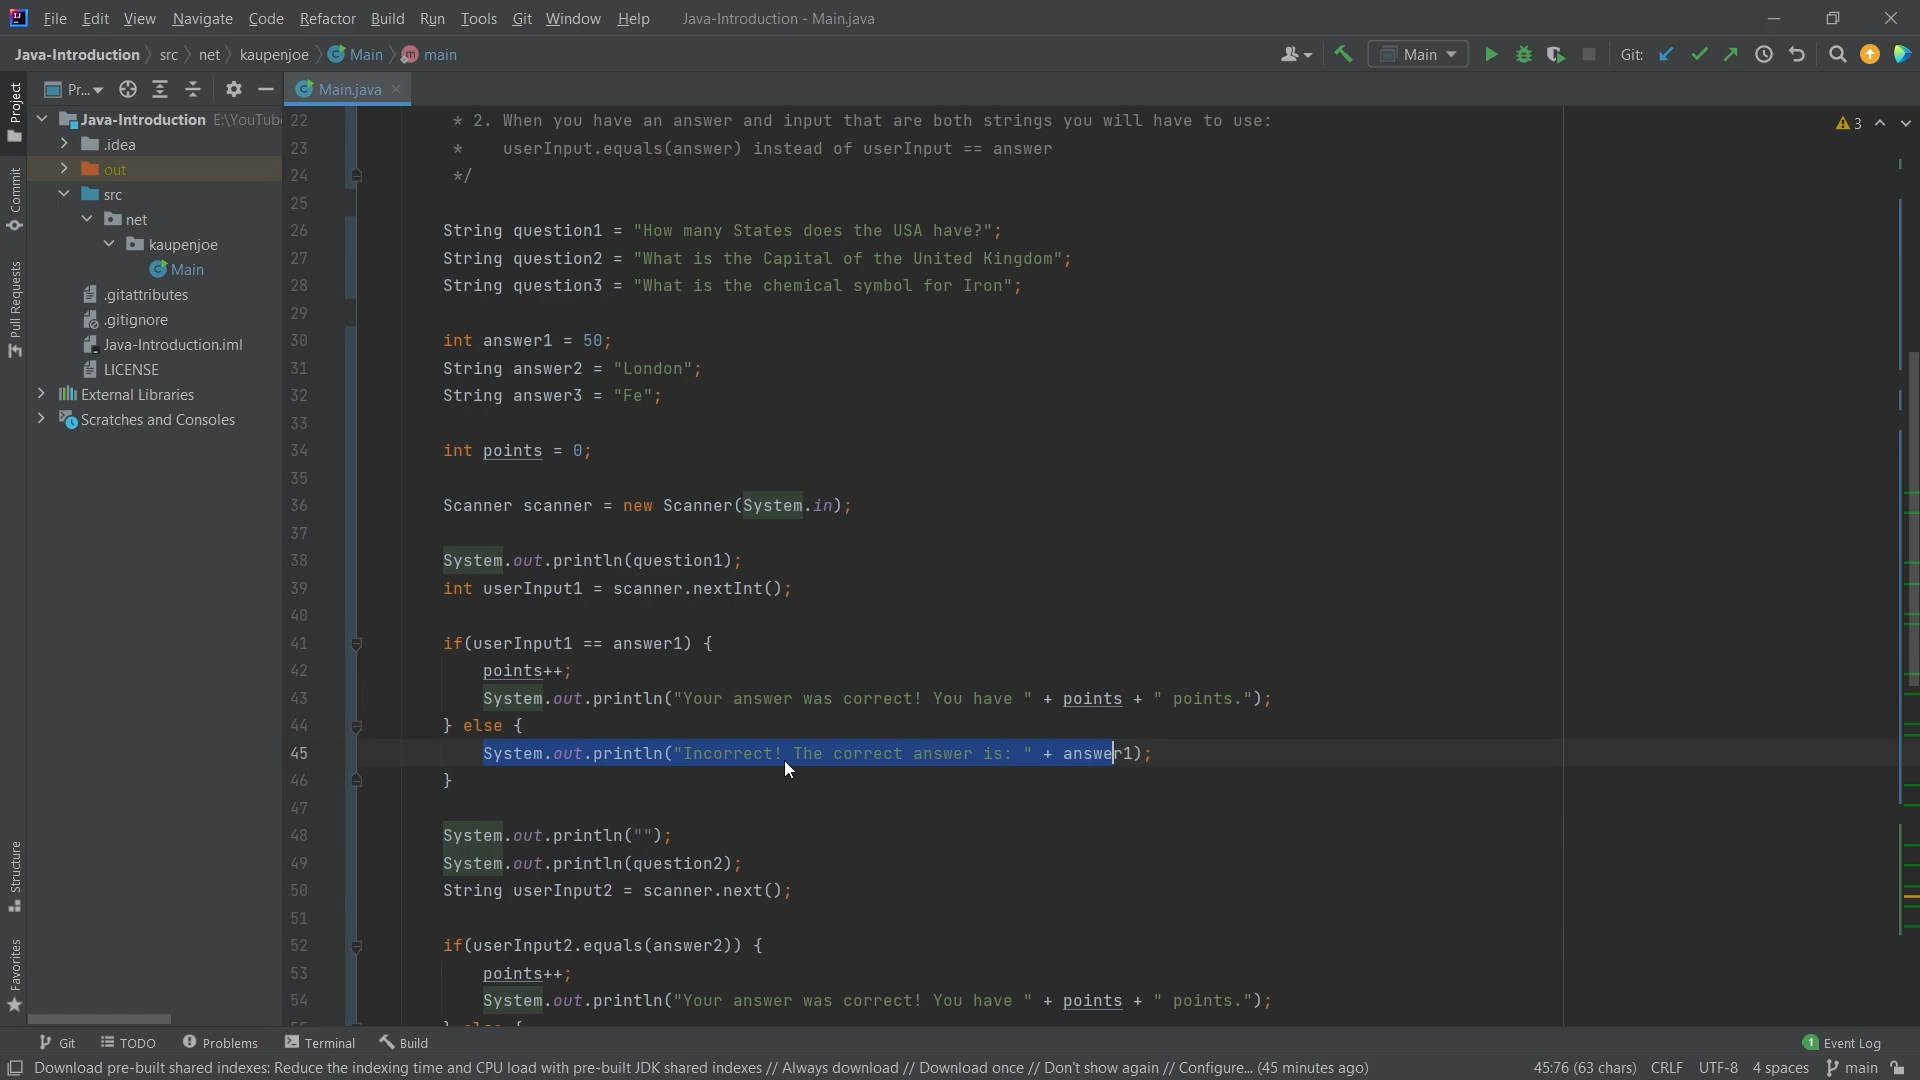 File Edit View Navigate Code Refactor Build Run Tools Git Window Help Java-Introduction - Main.java
Java-Introduction src net kaupenjoe Main main
Main
Git:
Project
Commit
Pull Requests
Structure
Favorites
Pr...
Java-Introduction E:\YouTub
.idea
out
src
net
kaupenjoe
Main
.gitattributes
.gitignore
Java-Introduction.iml
LICENSE
External Libraries
Scratches and Consoles
Main.java
3
22 * 2. When you have an answer and input that are both strings you will have to use:
23 * userInput.equals(answer) instead of userInput == answer
24 */
25
26 String question1 = "How many States does the USA have?";
27 String question2 = "What is the Capital of the United Kingdom";
28 String question3 = "What is the chemical symbol for Iron";
29
30 int answer1 = 50;
31 String answer2 = "London";
32 String answer3 = "Fe";
33
34 int points = 0;
35
36 Scanner scanner = new Scanner(System.in);
37
38 System.out.println(question1);
39 int userInput1 = scanner.nextInt();
40
41 if(userInput1 == answer1) {
42 points++;
43 System.out.println("Your answer was correct! You have " + points + " points.");
44 } else {
45 System.out.println("Incorrect! The correct answer is: " + answer1);
46 }
47
48 System.out.println("");
49 System.out.println(question2);
50 String userInput2 = scanner.next();
51
52 if(userInput2.equals(answer2)) {
53 points++;
54 System.out.println("Your answer was correct! You have " + points + " points.");
55 } else {
Git TODO Problems Terminal Build 1 Event Log
Download pre-built shared indexes: Reduce the indexing time and CPU load with pre-built JDK shared indexes // Always download // Download once // Don't show again // Configure... (45 minutes ago) 45:76 (63 chars) CRLF UTF-8 4 spaces main